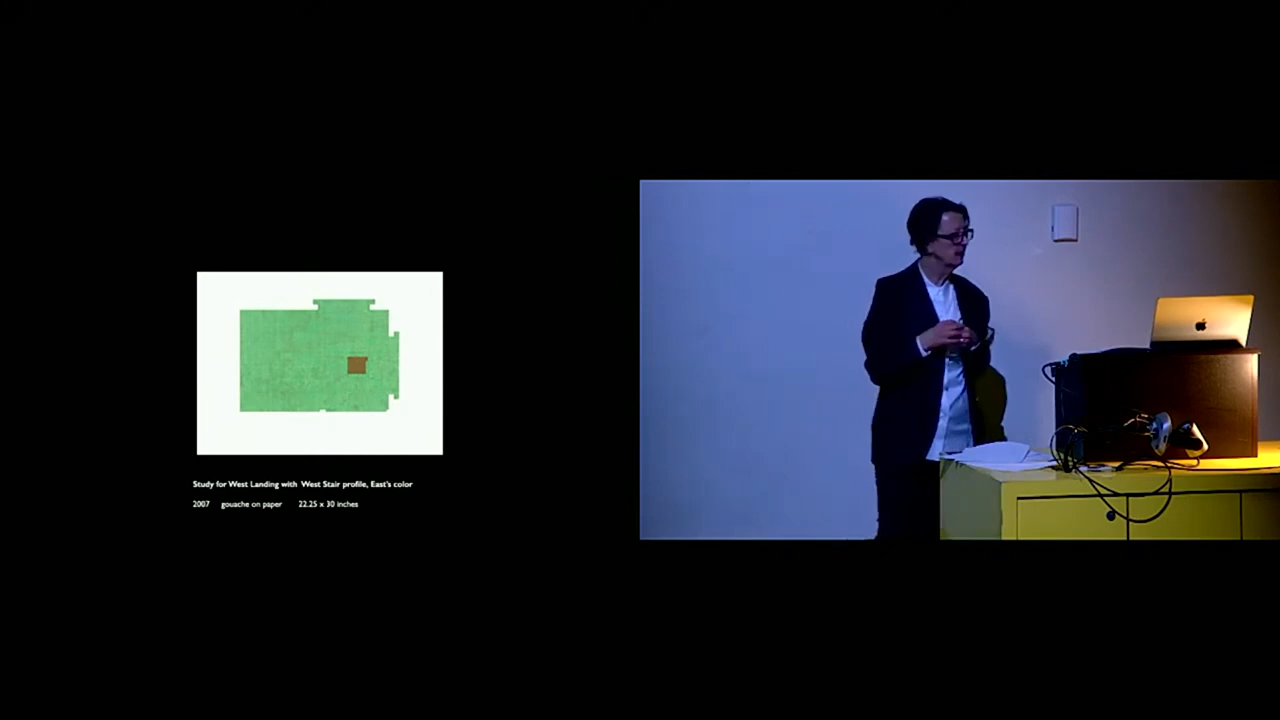 Study for West Landing with West Stair profile, East's color
2007 gouache on paper 22.25 x 30 inches